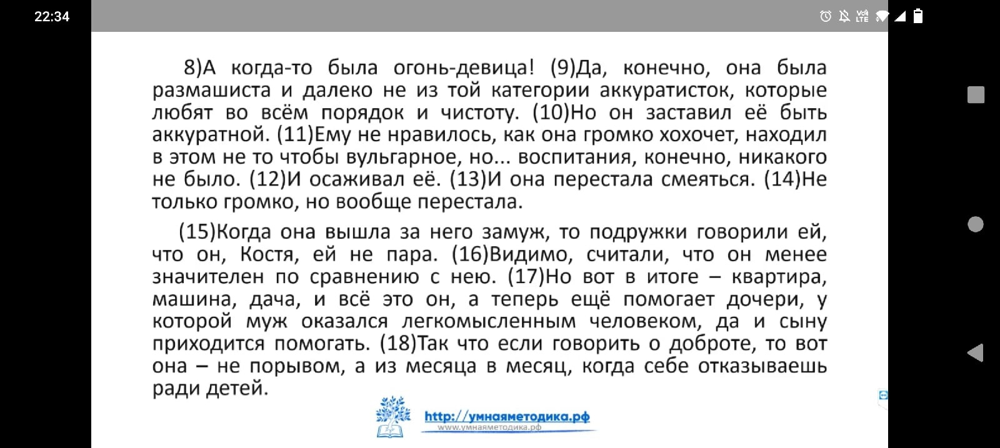 22:34
Vo) LTE
8)А когда-то была огонь-девица! (9)Да, конечно, она была
размашиста и далеко не из той категории аккуратисток, которые
любят во всём порядок и чистоту. (10)Но он заставил её быть
аккуратной. (11)Ему не нравилось, как она громко хохочет, находил
в этом не то чтобы вульгарное, но... воспитания, конечно, никакого
не было. (12)И осаживал её. (13)И она перестала смеяться. (14)Не
только громко, но вообще перестала.
(15)Когда она вышла за него замуж, то подружки говорили ей,
что он, Костя, ей не пара. (16)Видимо, считали, что он менее
значителен по сравнению с нею. (17)Но вот в итоге – квартира,
машина, дача, и всё это он, а теперь ещё помогает дочери, у
которой муж оказался легкомысленным человеком, да и сыну
приходится помогать. (18)Так что если говорить о доброте, то вот
она – не порывом, а из месяца в месяц, когда себе отказываешь
ради детей.
http://умнаяметодика.рф
www.умнаяметодика.рф